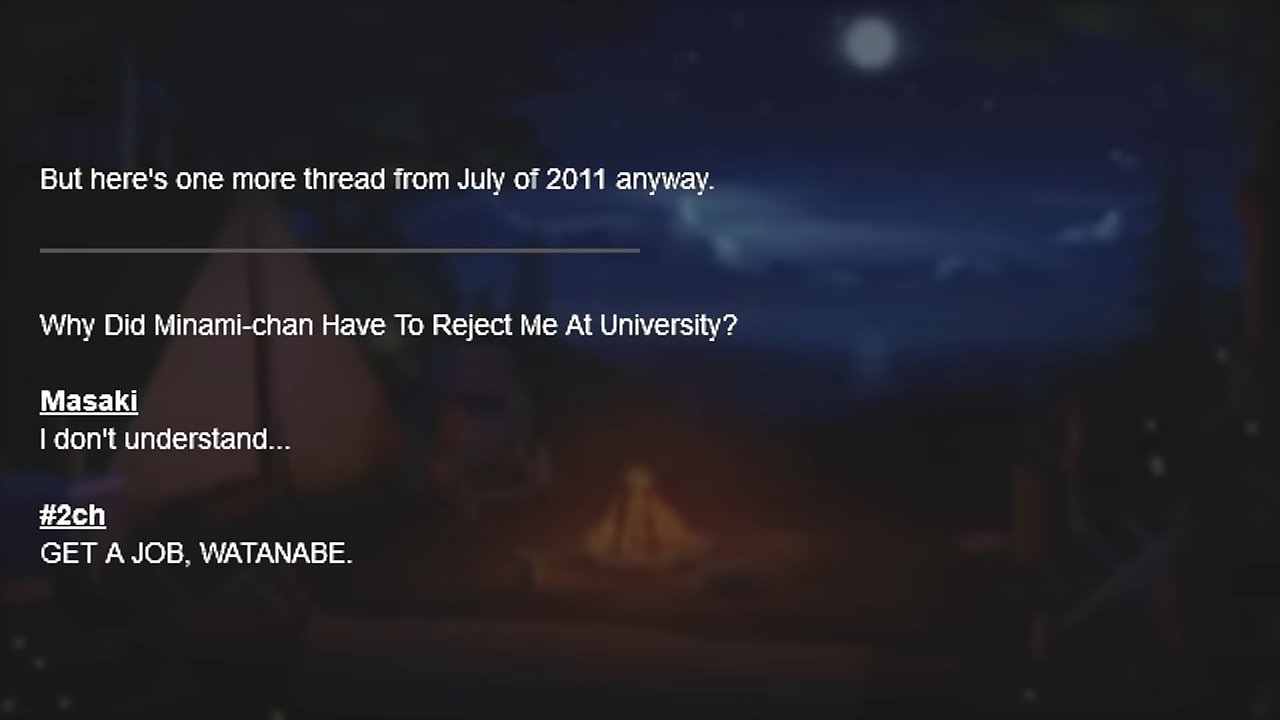 But here's one more thread from July of 2011 anyway.
Why Did Minami-chan Have To Reject Me At University?
Masaki
I don't understand...
#2ch
GET A JOB, WATANABE.